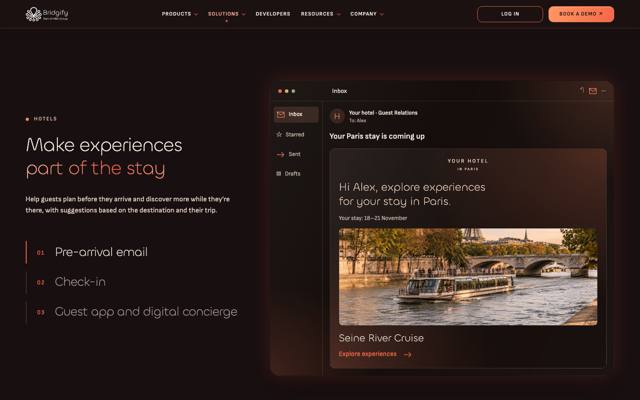 Bridgify
PRODUCTS
SOLUTIONS
DEVELOPERS
RESOURCES
COMPANY
LOG IN
BOOK A DEMO
HOTELS
Make experiences
part of the stay
Help guests plan before they arrive and discover more while they're
there, with suggestions based on the destination and their trip.
01 Pre-arrival email
02 Check-in
03 Guest app and digital concierge
Inbox
Inbox
Starred
Sent
Drafts
H
Your hotel · Guest Relations
To: Alex
Your Paris stay is coming up
YOUR HOTEL
IN PARIS
Hi Alex, explore experiences
for your stay in Paris.
Your stay: 18–21 November
Seine River Cruise
Explore experiences